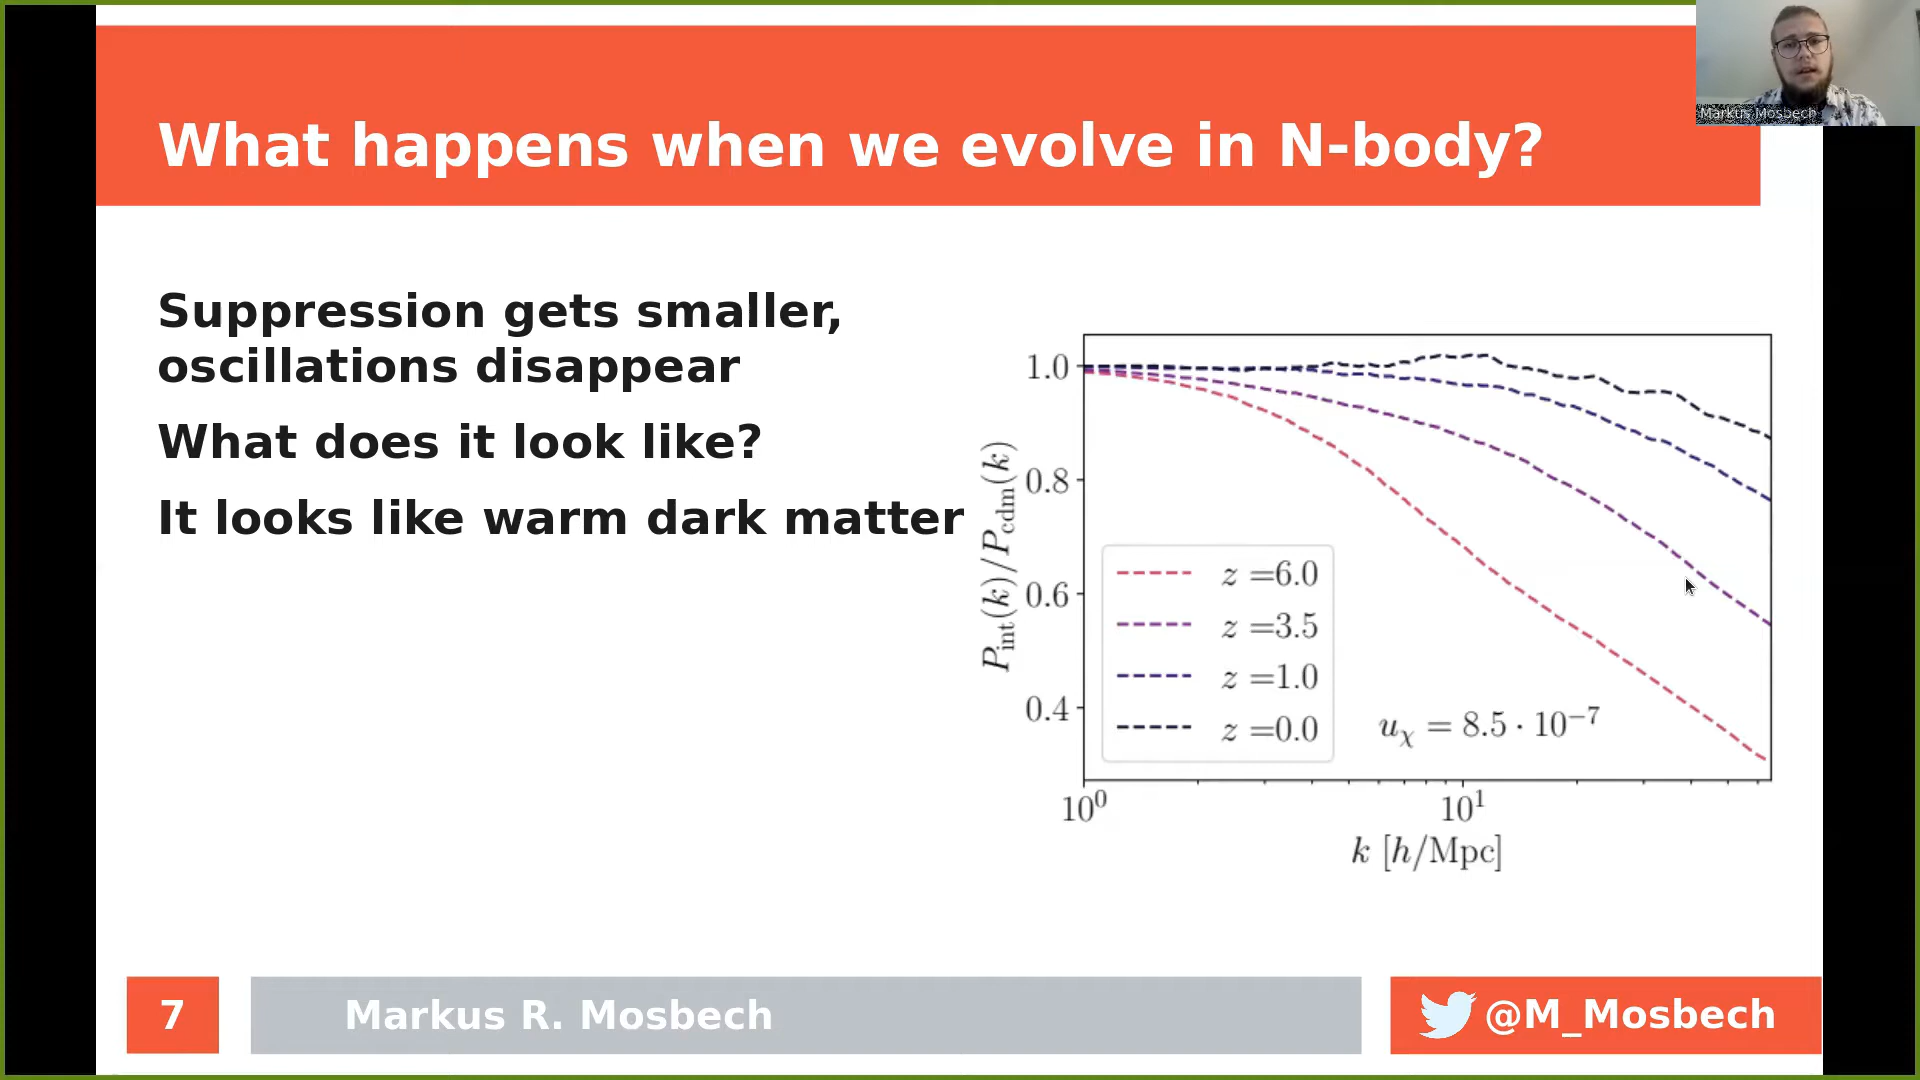 What happens when we evolve in N-body?
Markus Mosbech
Suppression gets smaller,
oscillations disappear
What does it look like?
It looks like warm dark matter
P_int(k)/P_cdm(k)
1.0
0.8
0.6
0.4
z =6.0
z =3.5
z =1.0
z =0.0
u_χ = 8.5 · 10⁻⁷
10⁰ 10¹
k [h/Mpc]
7
Markus R. Mosbech
@M_Mosbech